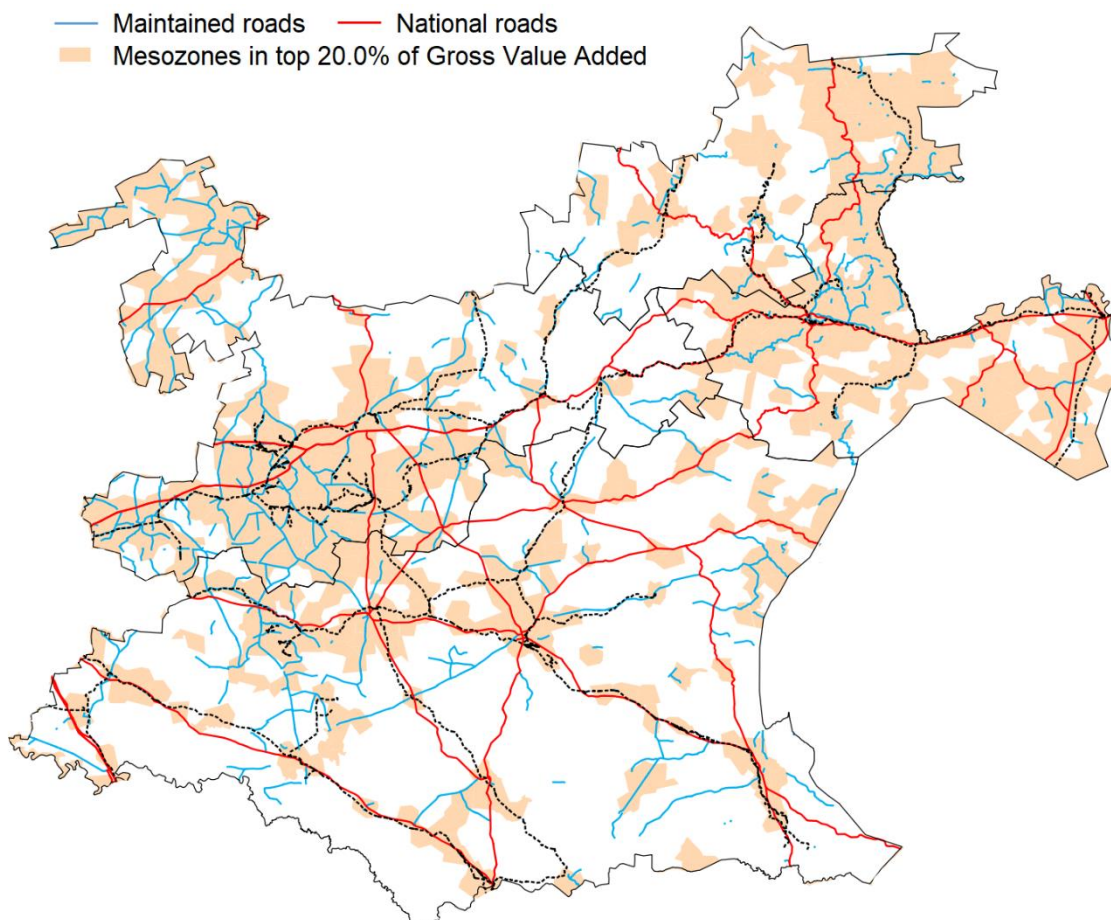 Maintained roads National roads
Mesozones in top 20.0% of Gross Value Added